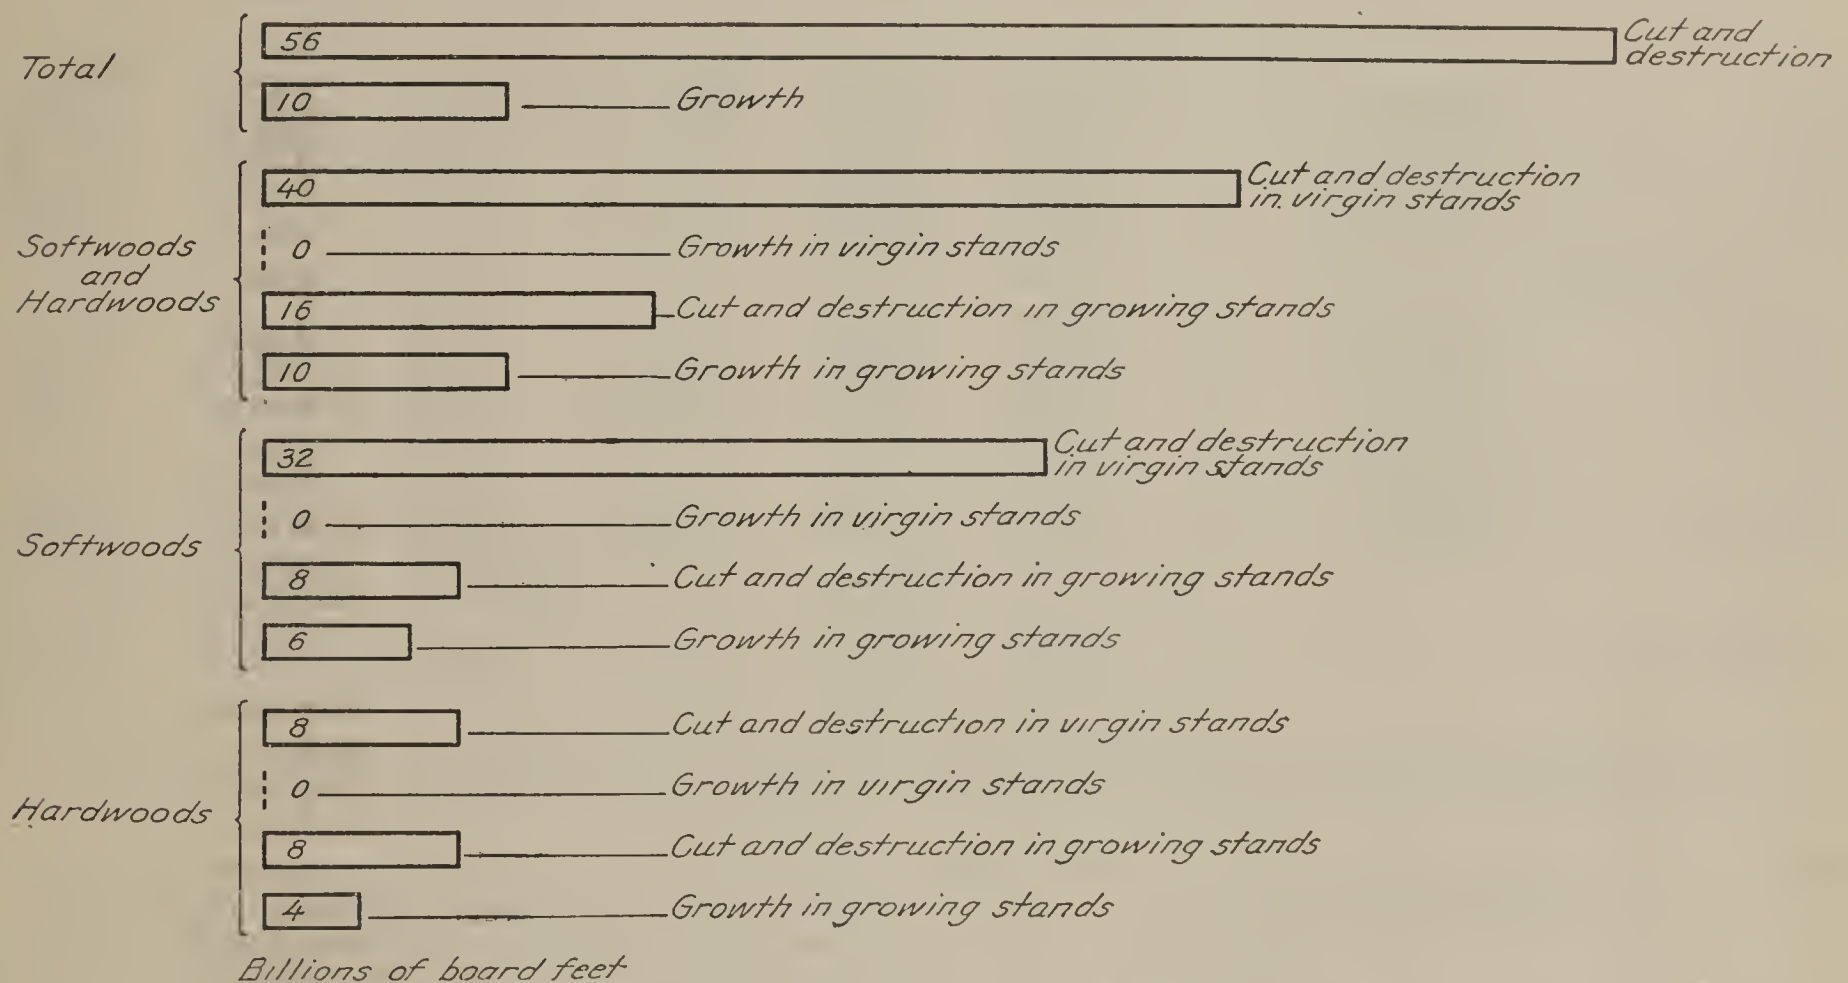 Total
56
Cut and
destruction
10
Growth
Softwoods
and
Hardwoods
40
Cut and destruction
in virgin stands
0
Growth in virgin stands
16
Cut and destruction in growing stands
10
Growth in growing stands
Softwoods
32
Cut and destruction
in virgin stands
0
Growth in virgin stands
8
Cut and destruction in growing stands
6
Growth in growing stands
Hardwoods
8
Cut and destruction in virgin stands
0
Growth in virgin stands
8
Cut and destruction in growing stands
4
Growth in growing stands
Billions of board feet